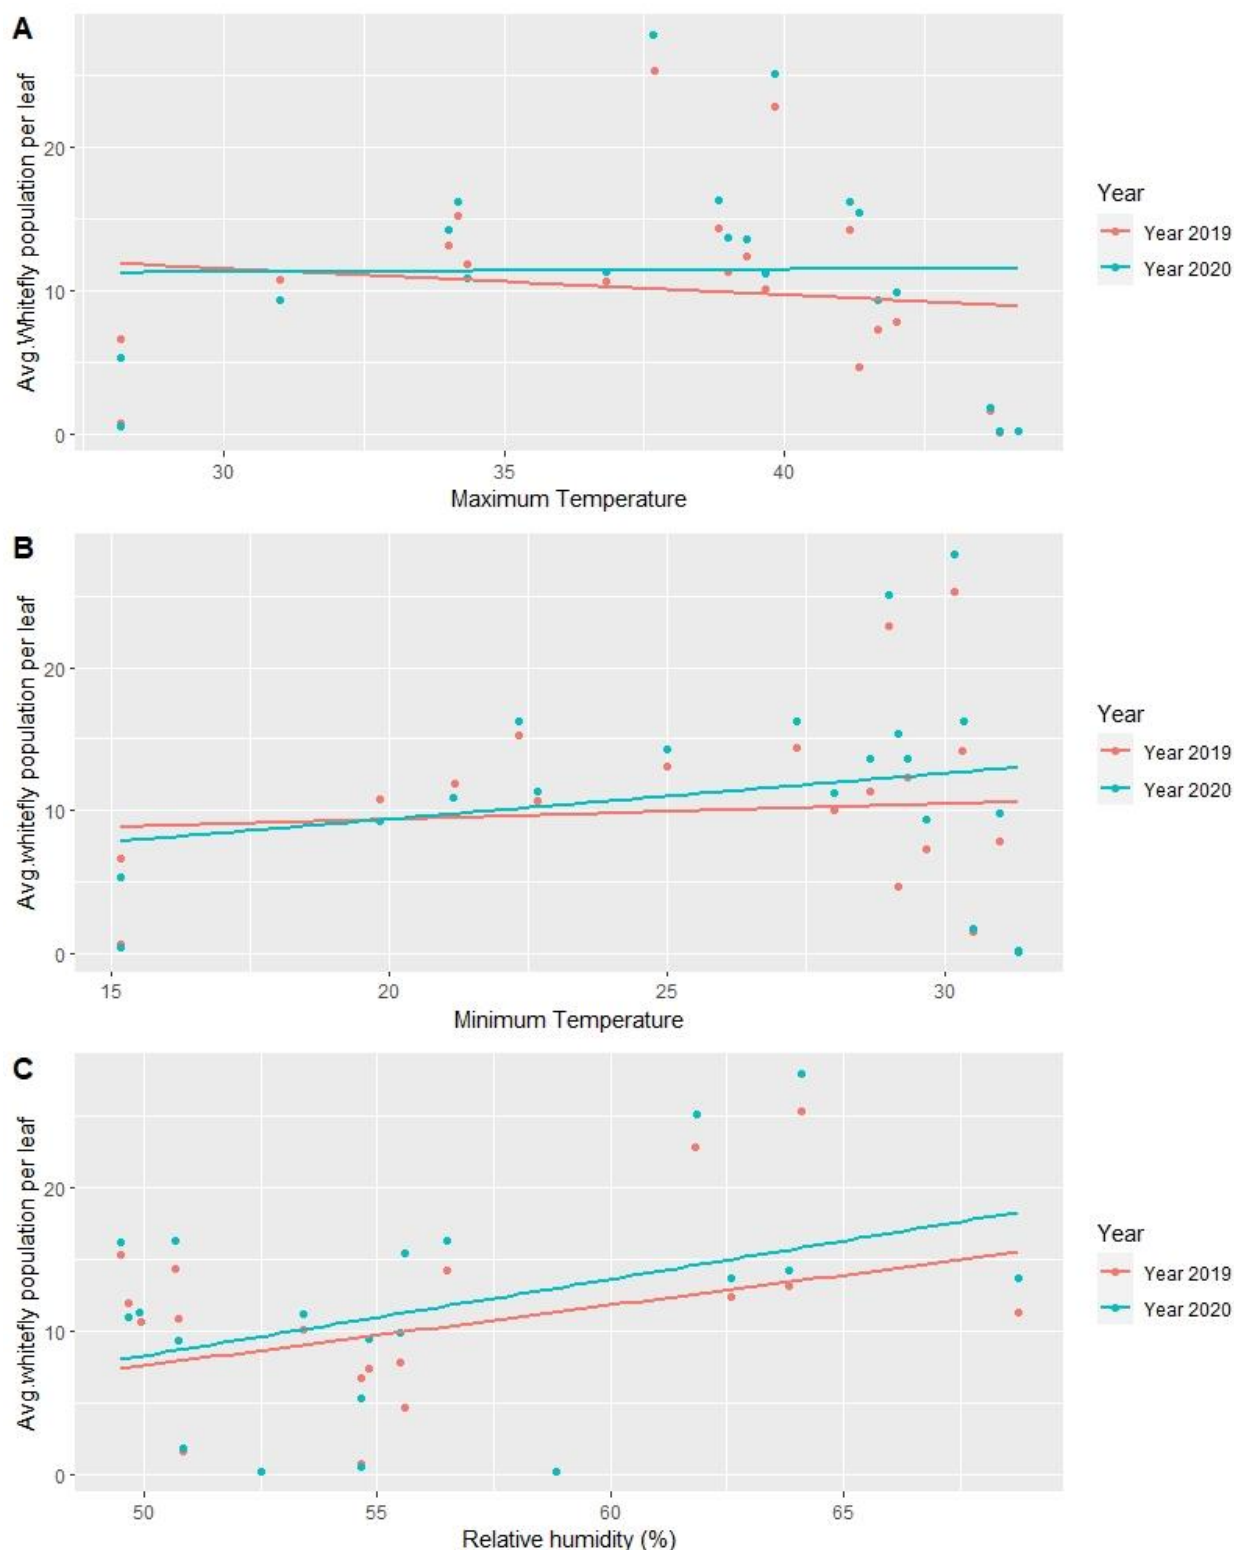 A
Avg.Whitefly population per leaf
20
10
0
30
35
40
Maximum Temperature
Year
Year 2019
Year 2020
B
Avg.whitefly population per leaf
20
10
0
15
20
25
30
Minimum Temperature
Year
Year 2019
Year 2020
C
Avg.whitefly population per leaf
20
10
0
50
55
60
65
Relative humidity (%)
Year
Year 2019
Year 2020